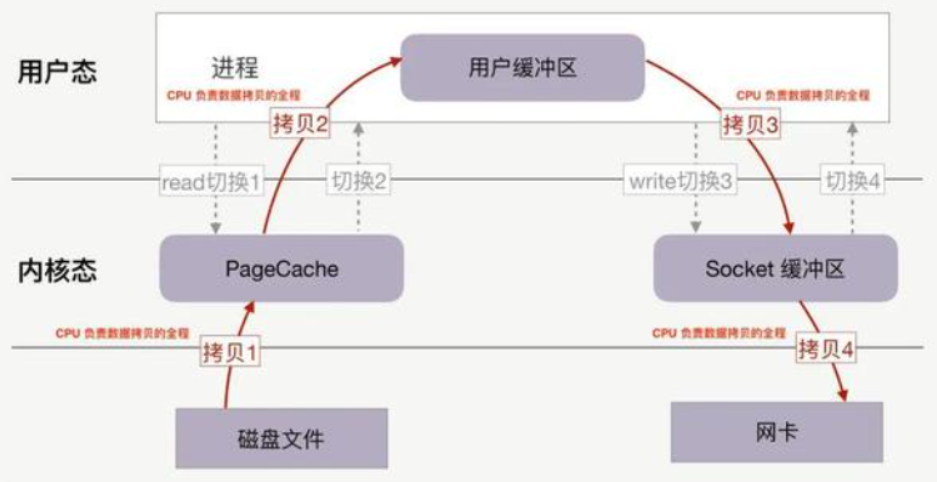 用户态
进程
用户缓冲区
CPU 负责数据拷贝的全程
CPU 负责数据拷贝的全程
拷贝2
拷贝3
read切换1
切换2
write切换3
切换4
内核态
PageCache
Socket 缓冲区
CPU 负责数据拷贝的全程
CPU 负责数据拷贝的全程
拷贝1
拷贝4
磁盘文件
网卡